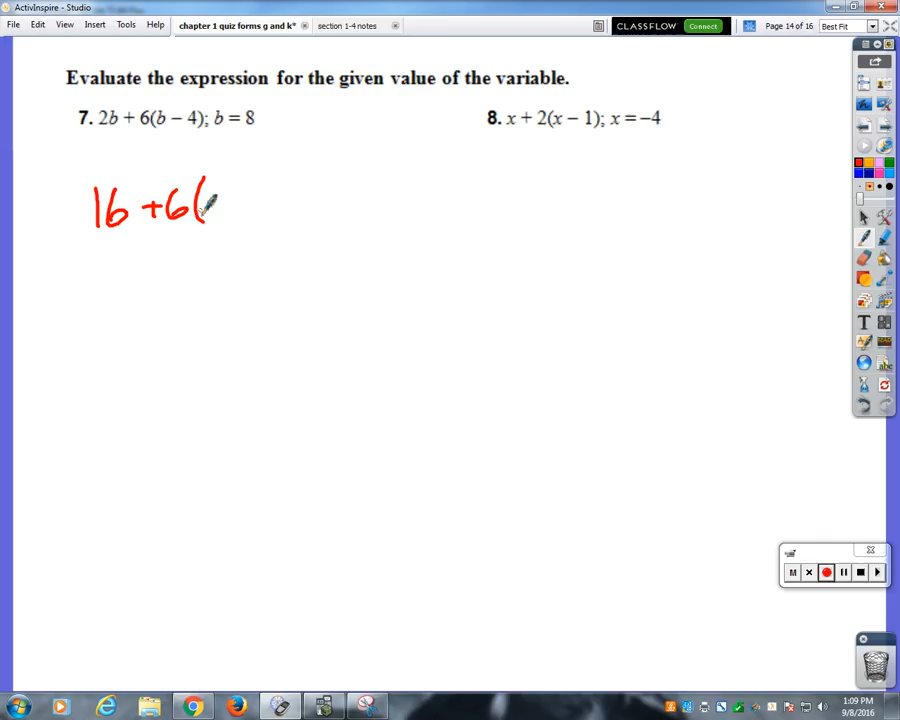 ActivInspire - Studio
File Edit View Insert Tools Help
chapter 1 quiz forms g and k* section 1-4 notes
CLASSFLOW Connect
Page 14 of 16
Best Fit
Evaluate the expression for the given value of the variable.
7. 2b + 6(b − 4); b = 8
8. x + 2(x − 1); x = −4
16 +6(
T
abc
M
1:09 PM
9/8/2016